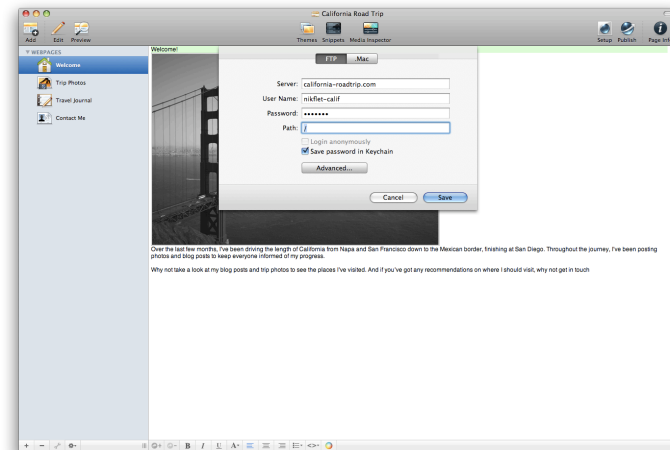 California Road Trip
Add Edit Preview
Themes Snippets Media Inspector
Setup Publish Page Inf
WEBPAGES
Welcome
Trip Photos
Travel Journal
Contact Me
Welcome!
FTP .Mac
Server: california-roadtrip.com
User Name: nikflet-calif
Password: •••••••
Path: /
Login anonymously
Save password in Keychain
Advanced...
Cancel Save
Over the last few months, I've been driving the length of California from Napa and San Francisco down to the Mexican border, finishing at San Diego. Throughout the journey, I've been posting
photos and blog posts to keep everyone informed of my progress.
Why not take a look at my blog posts and trip photos to see the places I've visited. And if you've got any recommendations on where I should visit, why not get in touch
B I U A